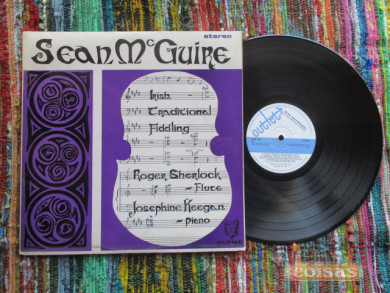 stereo
Sean McGuire
Irish
Traditional
Fiddling
Roger Sherlock
~ Flute
Josephine Keegan
~ piano
outlet
coisas